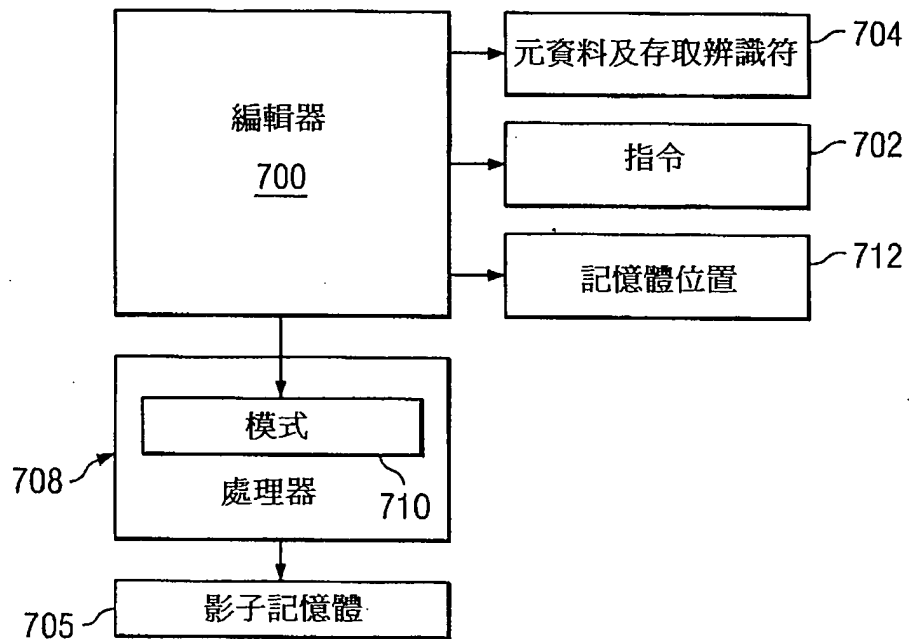 元資料及存取辨識符
704
編輯器
700
指令
702
記憶體位置
712
模式
708
處理器
710
705
影子記憶體